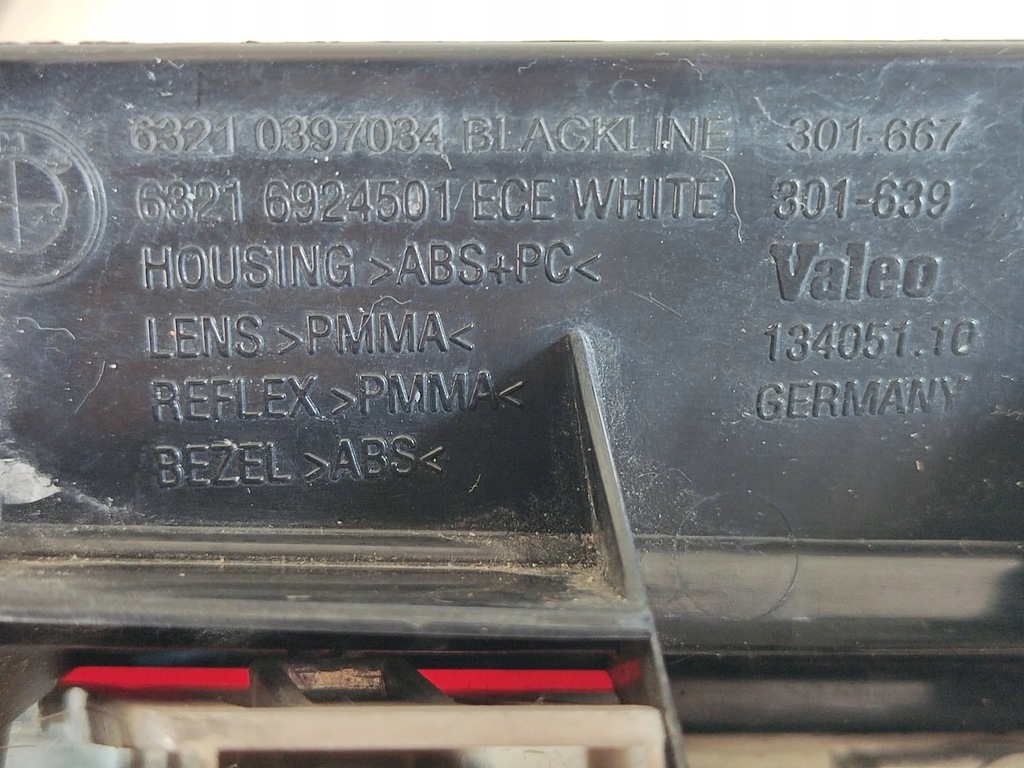 6321 0397034 BLACKLINE 301-667
6321 6924501/ECE WHITE 301-639
HOUSING >ABS+PC< Valeo
LENS >PMMA< 134051.10
REFLEX >PMMA< GERMANY
BEZEL >ABS<